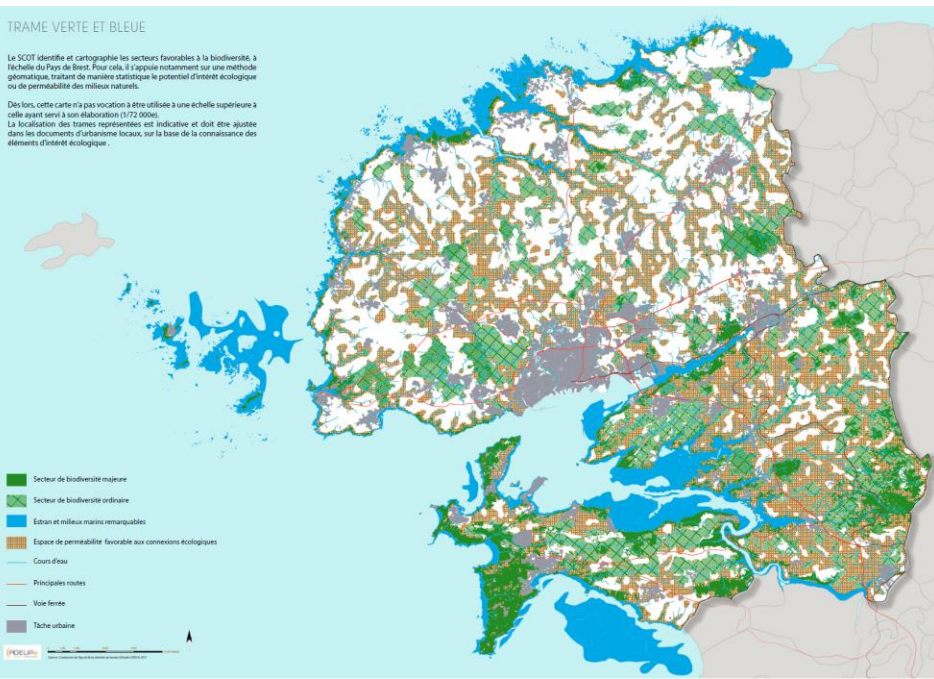 TRAME VERTE ET BLEUE
Le SCOT identifie et cartographie les secteurs favorables à la biodiversité, à
l'échelle du Pays de Brest. Pour cela, il s'appuie notamment sur une méthode
géomatique, traitant de manière statistique le potentiel d'intérêt écologique
ou de perméabilité des milieux naturels.
Dès lors, cette carte n'a pas vocation à être utilisée à une échelle supérieure à
celle ayant servi à son élaboration (1/72 000e).
La localisation des trames représentées est indicative et doit être ajustée
dans les documents d'urbanisme locaux, sur la base de la connaissance des
éléments d'intérêt écologique .
Secteur de biodiversité majeure
Secteur de biodiversité ordinaire
Estran et milieux marins remarquables
Espace de perméabilité favorable aux connexions écologiques
Cours d'eau
Principales routes
Voie ferrée
Tâche urbaine
ADEUPa